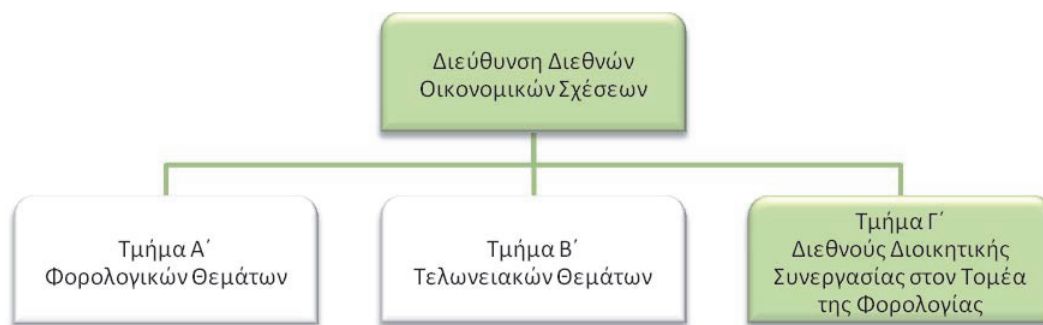 Διεύθυνση Διεθνών
Οικονομικών Σχέσεων
Τμήμα Α΄
Φορολογικών Θεμάτων
Τμήμα Β΄
Τελωνειακών Θεμάτων
Τμήμα Γ΄
Διεθνούς Διοικητικής
Συνεργασίας στον Τομέα
της Φορολογίας